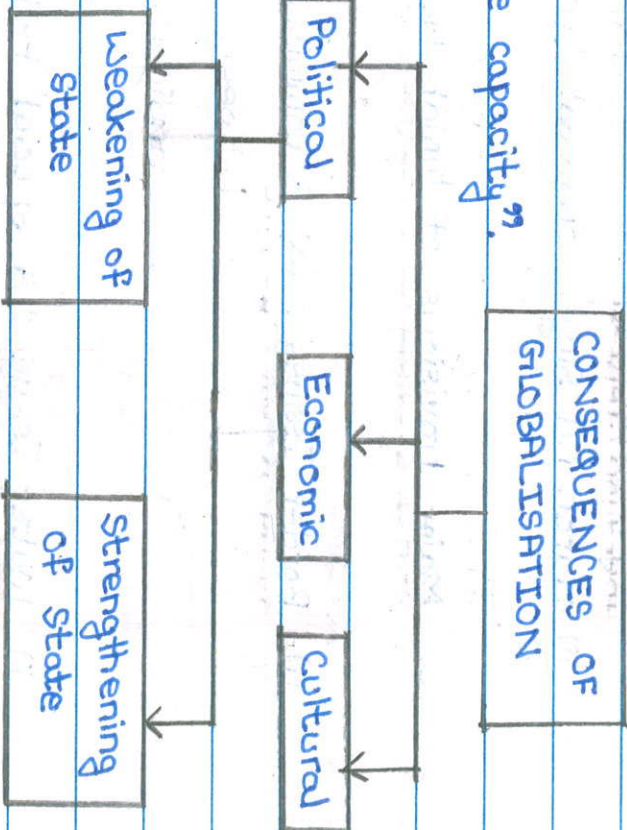 e capacity".
CONSEQUENCES OF
GLOBALISATION
Political
Economic
Cultural
Weakening of
State
Strengthening
of State